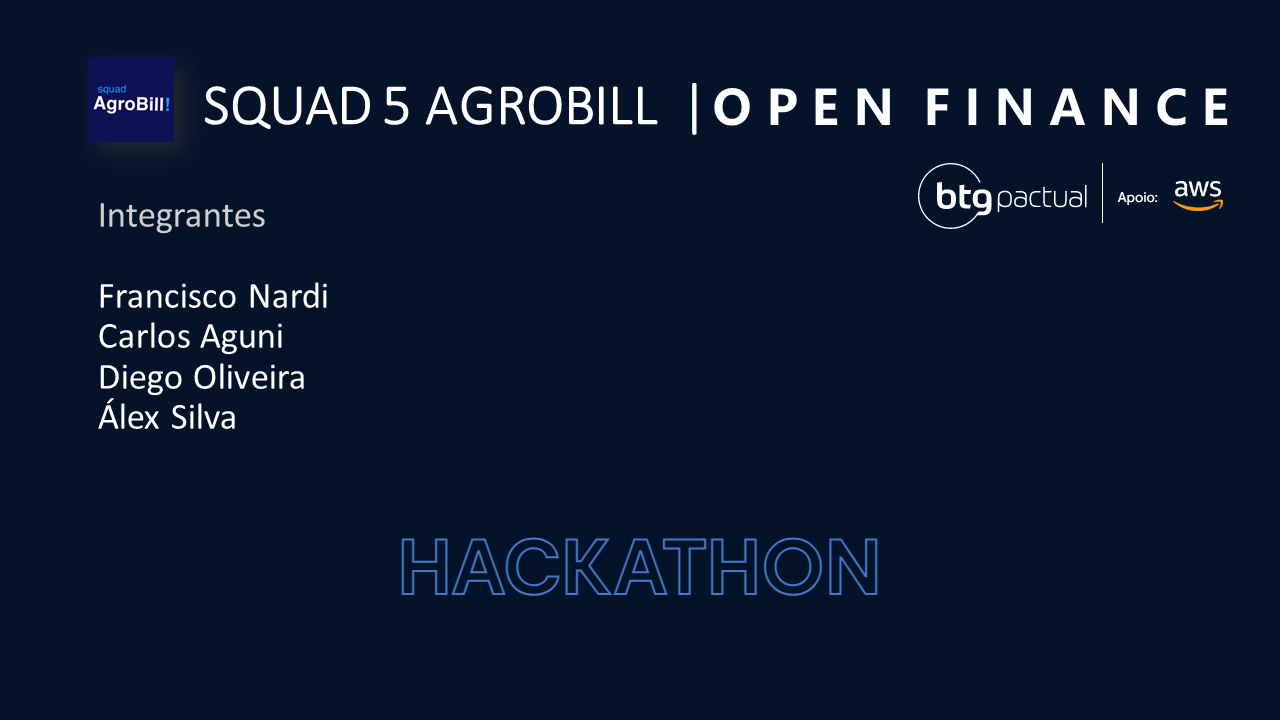 squad
AgroBill!
SQUAD 5 AGROBILL | OPEN FINANCE
btg pactual
Apoio:
aws
Integrantes
Francisco Nardi
Carlos Aguni
Diego Oliveira
Álex Silva
HACKATHON